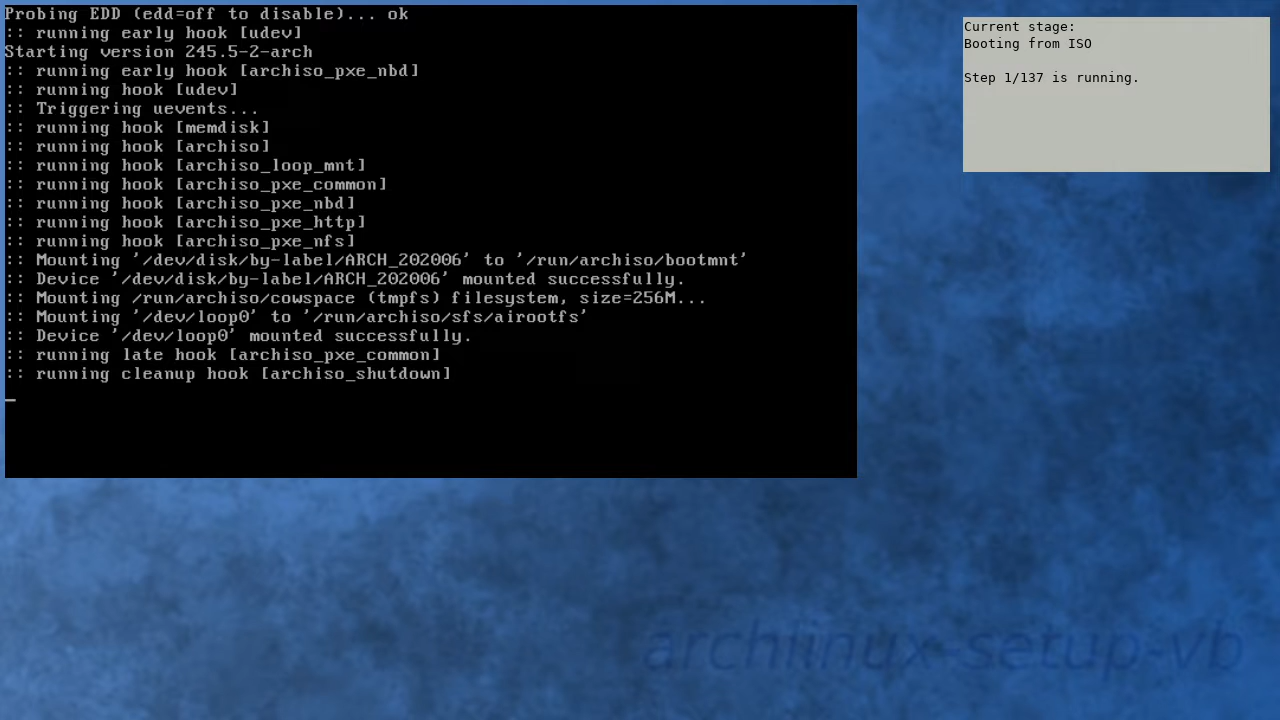 Probing EDD (edd=off to disable)... ok
:: running early hook [udev]
Starting version 245.5-2-arch
:: running early hook [archiso_pxe_nbd]
:: running hook [udev]
:: Triggering uevents...
:: running hook [memdisk]
:: running hook [archiso]
:: running hook [archiso_loop_mnt]
:: running hook [archiso_pxe_common]
:: running hook [archiso_pxe_nbd]
:: running hook [archiso_pxe_http]
:: running hook [archiso_pxe_nfs]
:: Mounting '/dev/disk/by-label/ARCH_202006' to '/run/archiso/bootmnt'
:: Device '/dev/disk/by-label/ARCH_202006' mounted successfully.
:: Mounting /run/archiso/cowspace (tmpfs) filesystem, size=256M...
:: Mounting '/dev/loop0' to '/run/archiso/sfs/airootfs'
:: Device '/dev/loop0' mounted successfully.
:: running late hook [archiso_pxe_common]
:: running cleanup hook [archiso_shutdown]
_
Current stage:
Booting from ISO
Step 1/137 is running.
archlinux-setup-vb